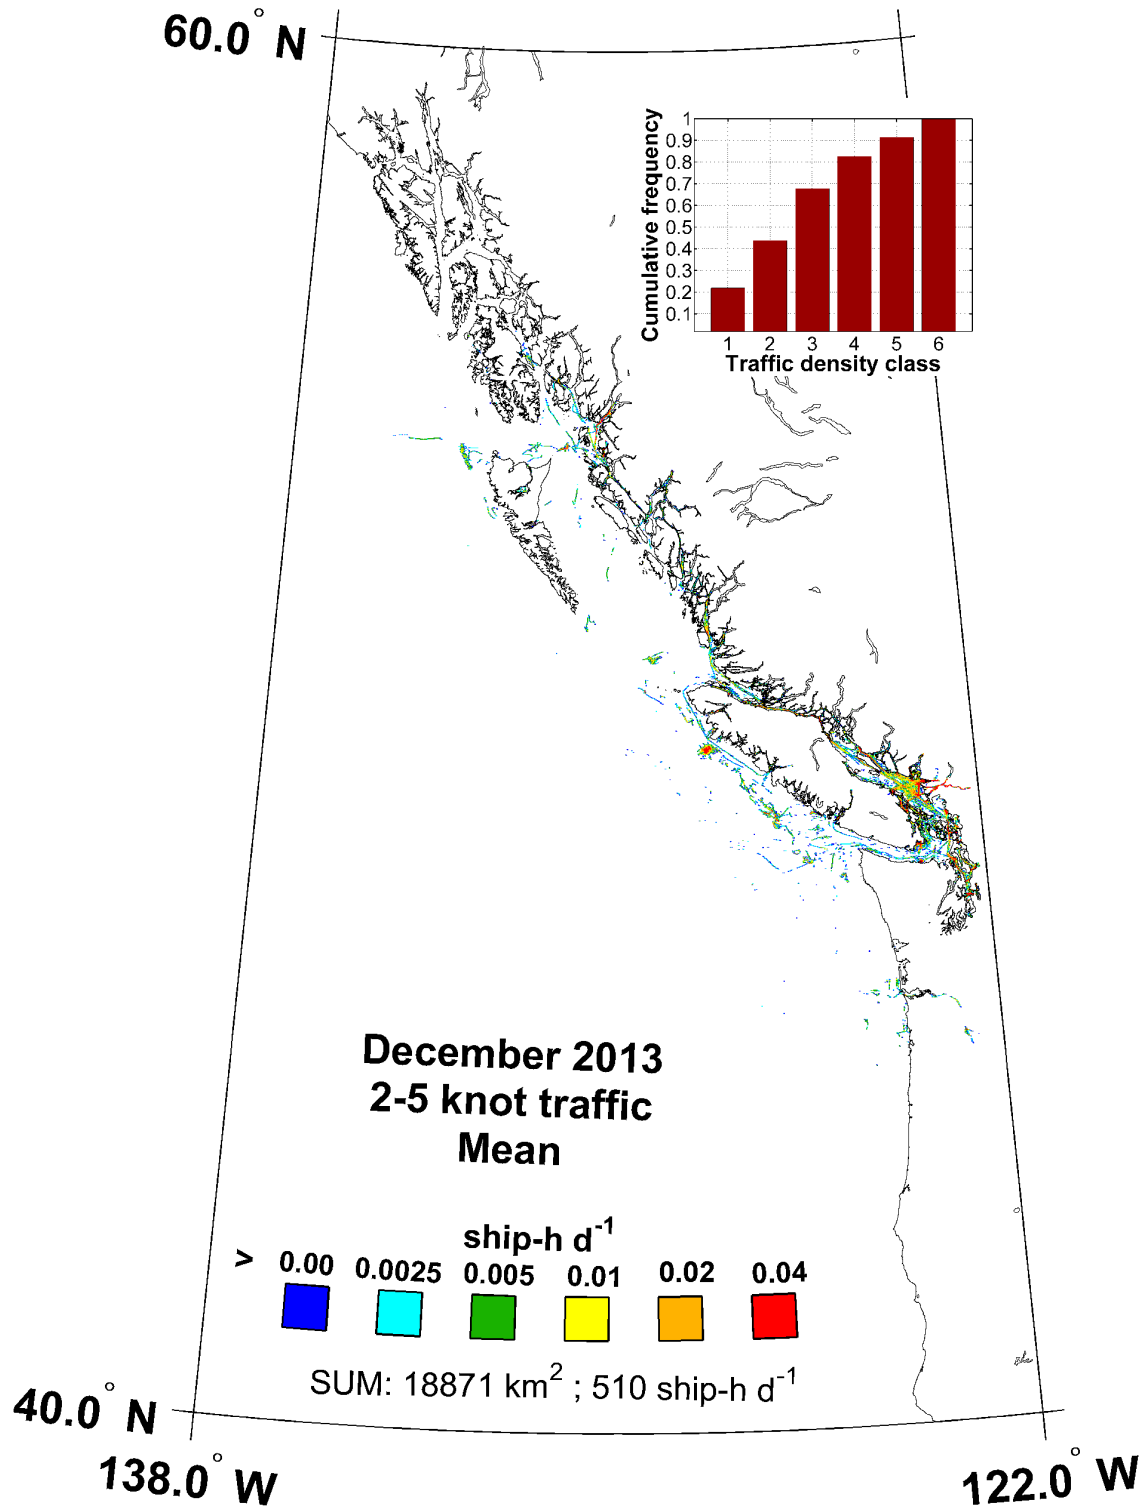 60.0° N
Cumulative frequency
1
0.9
0.8
0.7
0.6
0.5
0.4
0.3
0.2
0.1
1 2 3 4 5 6
Traffic density class
December 2013
2-5 knot traffic
Mean
ship-h d⁻¹
> 0.00 0.0025 0.005 0.01 0.02 0.04
SUM: 18871 km² ; 510 ship-h d⁻¹
40.0° N
138.0° W
122.0° W